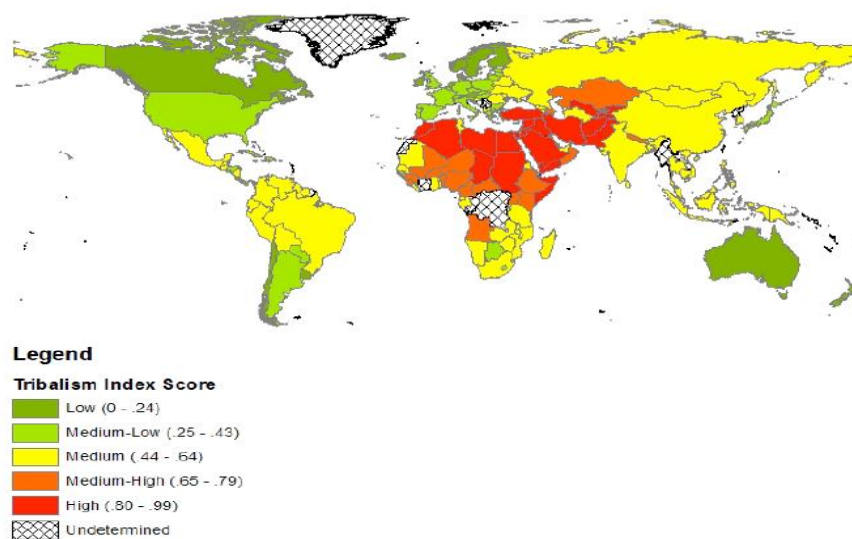 Legend
Tribalism Index Score
Low (0 - .24)
Medium-Low (.25 - .43)
Medium (.44 - .64)
Medium-High (.65 - .79)
High (.80 - .99)
Undetermined